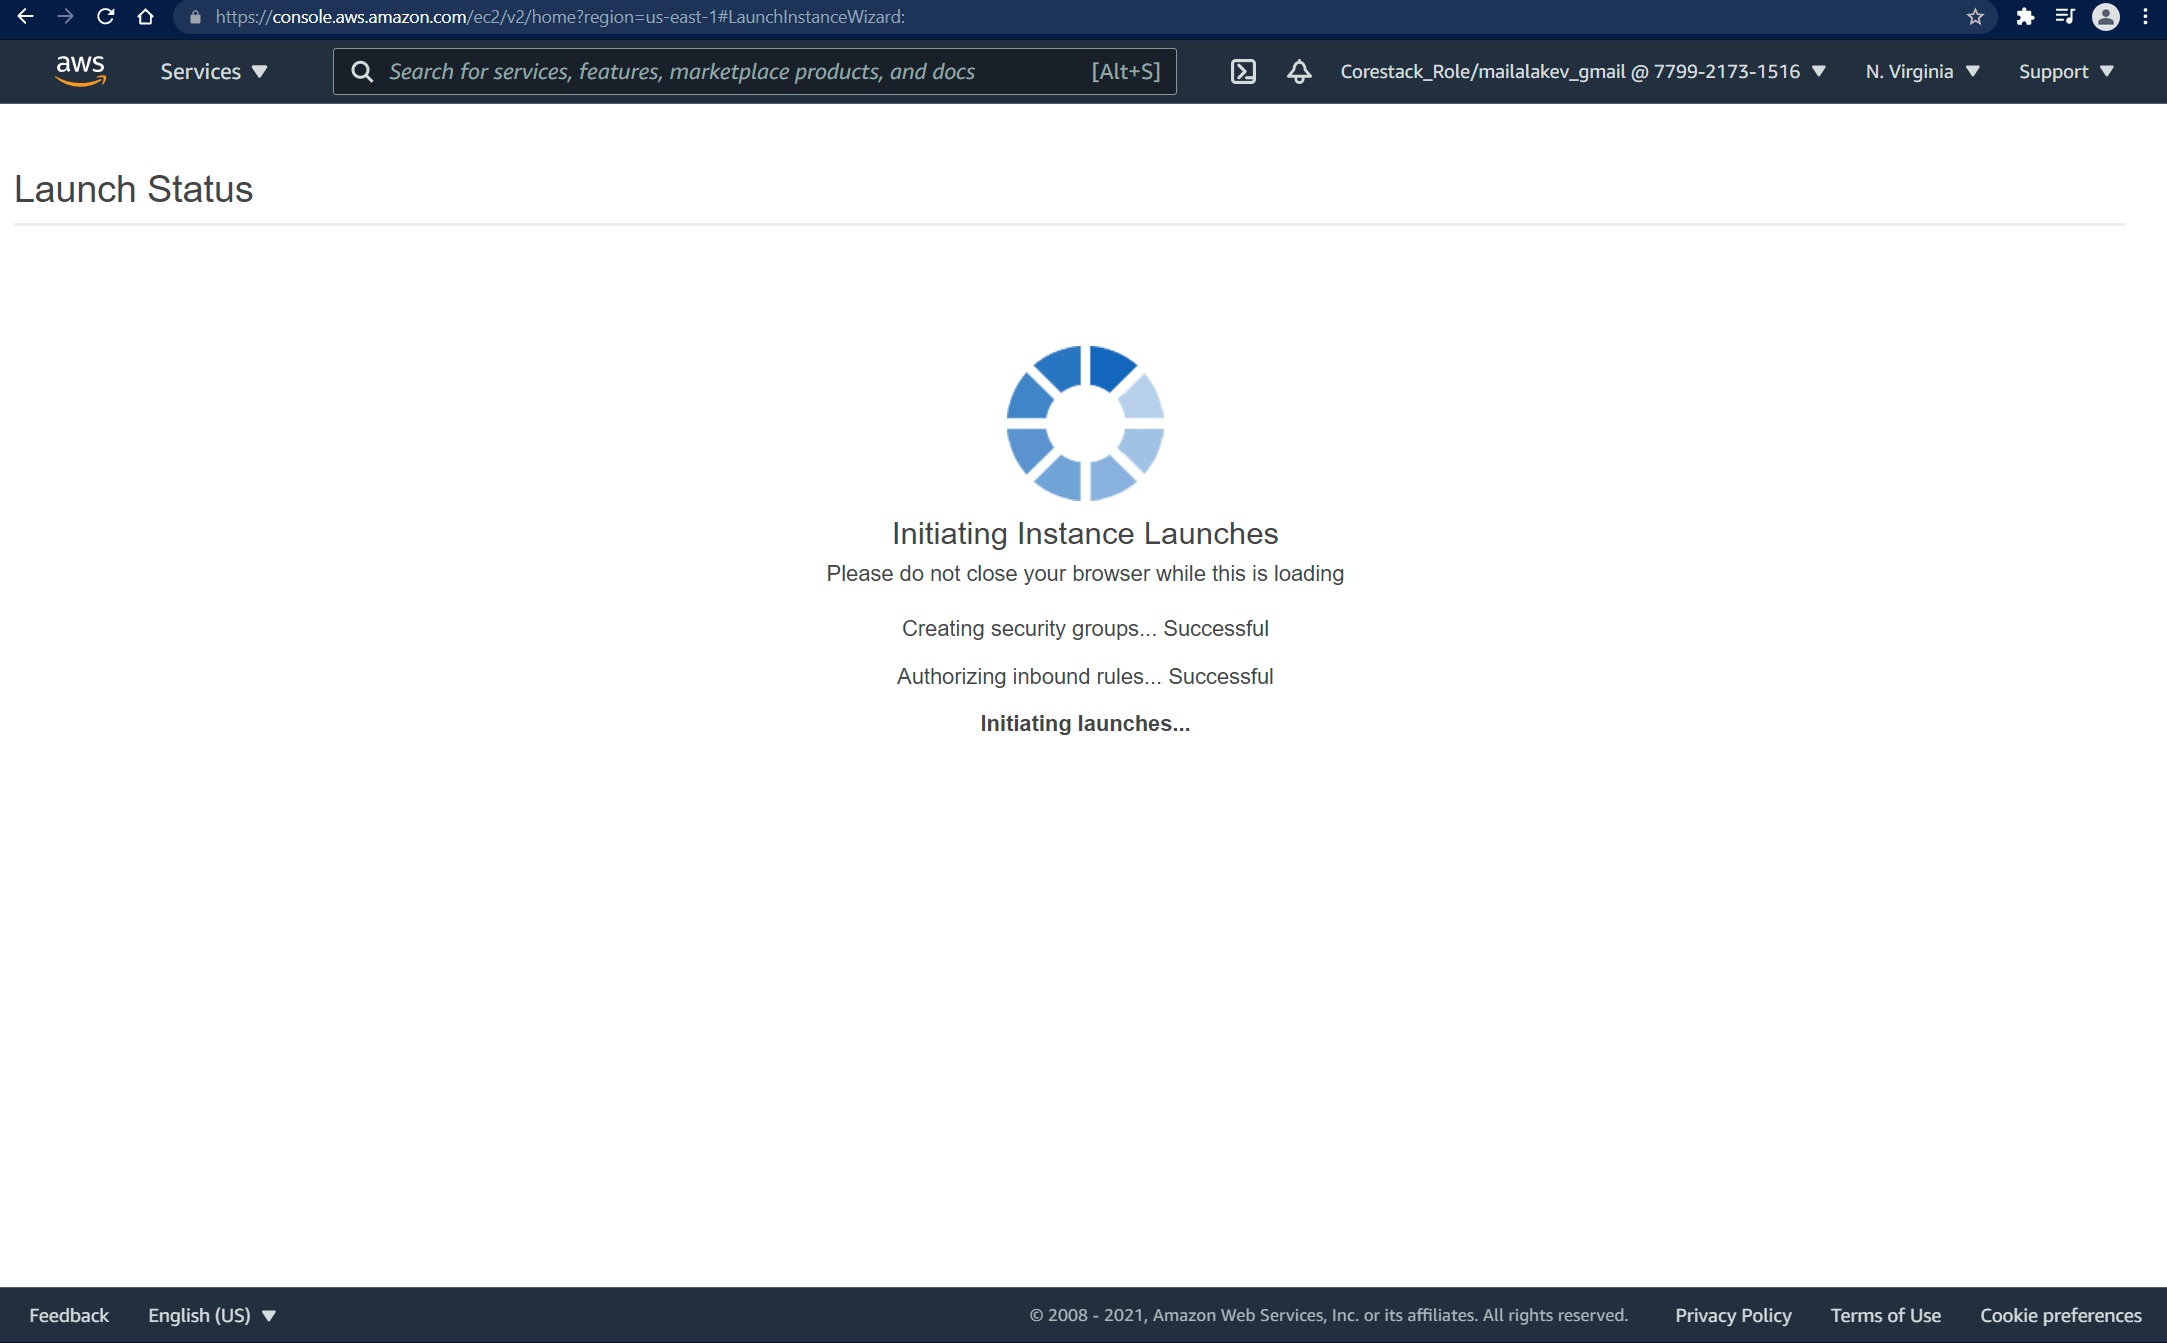 https://console.aws.amazon.com/ec2/v2/home?region=us-east-1#LaunchInstanceWizard:
aws Services Search for services, features, marketplace products, and docs [Alt+S] Corestack_Role/mailalakev_gmail @ 7799-2173-1516 N. Virginia Support
Launch Status
Initiating Instance Launches
Please do not close your browser while this is loading
Creating security groups... Successful
Authorizing inbound rules... Successful
Initiating launches...
Feedback English (US) © 2008 - 2021, Amazon Web Services, Inc. or its affiliates. All rights reserved. Privacy Policy Terms of Use Cookie preferences